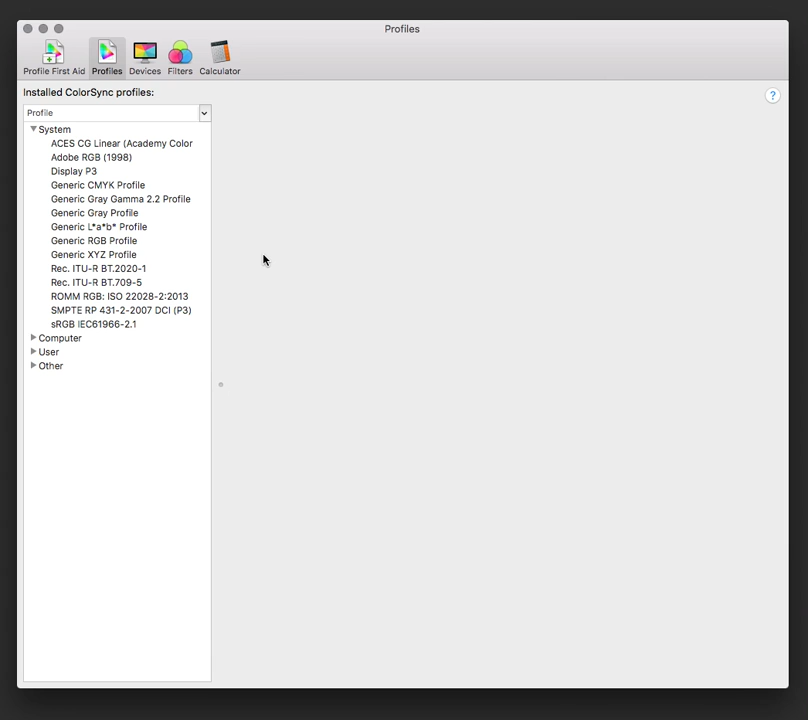 Profiles
Profile First Aid
Profiles
Devices
Filters
Calculator
Installed ColorSync profiles:
?
Profile
System
ACES CG Linear (Academy Color
Adobe RGB (1998)
Display P3
Generic CMYK Profile
Generic Gray Gamma 2.2 Profile
Generic Gray Profile
Generic L*a*b* Profile
Generic RGB Profile
Generic XYZ Profile
Rec. ITU-R BT.2020-1
Rec. ITU-R BT.709-5
ROMM RGB: ISO 22028-2:2013
SMPTE RP 431-2-2007 DCI (P3)
sRGB IEC61966-2.1
Computer
User
Other